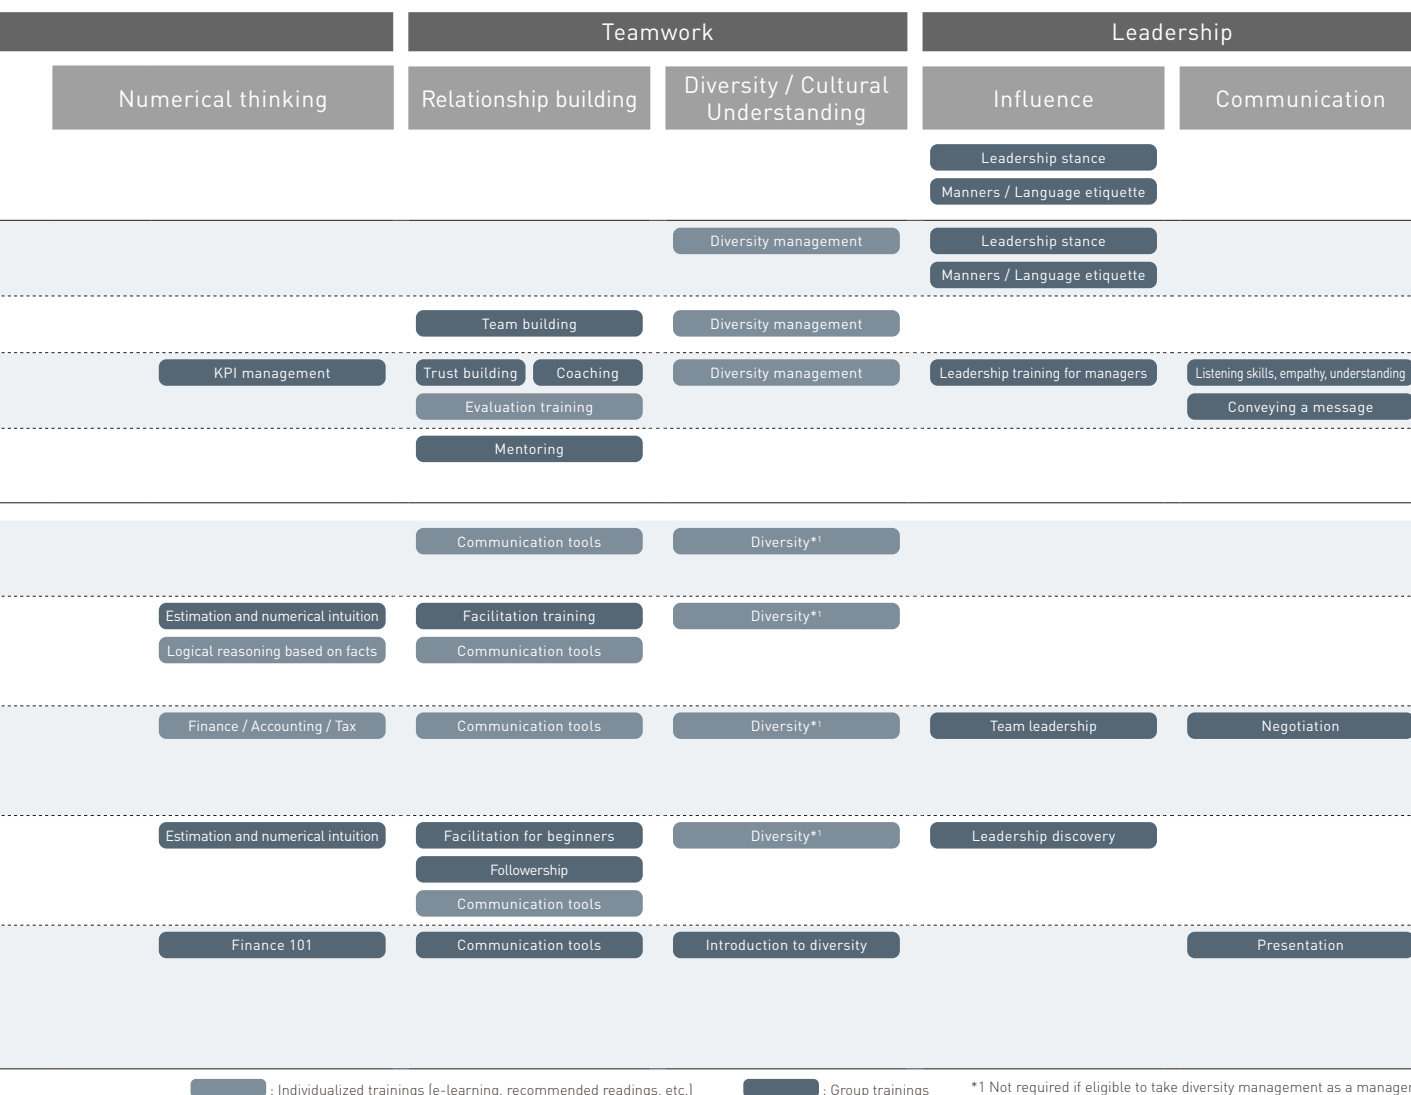 Teamwork
Leadership
Numerical thinking
Relationship building
Diversity / Cultural
Understanding
Influence
Communication
Leadership stance
Manners / Language etiquette
Diversity management
Leadership stance
Manners / Language etiquette
Team building
Diversity management
KPI management
Trust building
Coaching
Diversity management
Leadership training for managers
Listening skills, empathy, understanding
Evaluation training
Conveying a message
Mentoring
Communication tools
Diversity*1
Estimation and numerical intuition
Facilitation training
Diversity*1
Logical reasoning based on facts
Communication tools
Finance / Accounting / Tax
Communication tools
Diversity*1
Team leadership
Negotiation
Estimation and numerical intuition
Facilitation for beginners
Diversity*1
Leadership discovery
Followership
Communication tools
Finance 101
Communication tools
Introduction to diversity
Presentation
: Individualized trainings (e-learning, recommended readings, etc.)
: Group trainings
*1 Not required if eligible to take diversity management as a manager